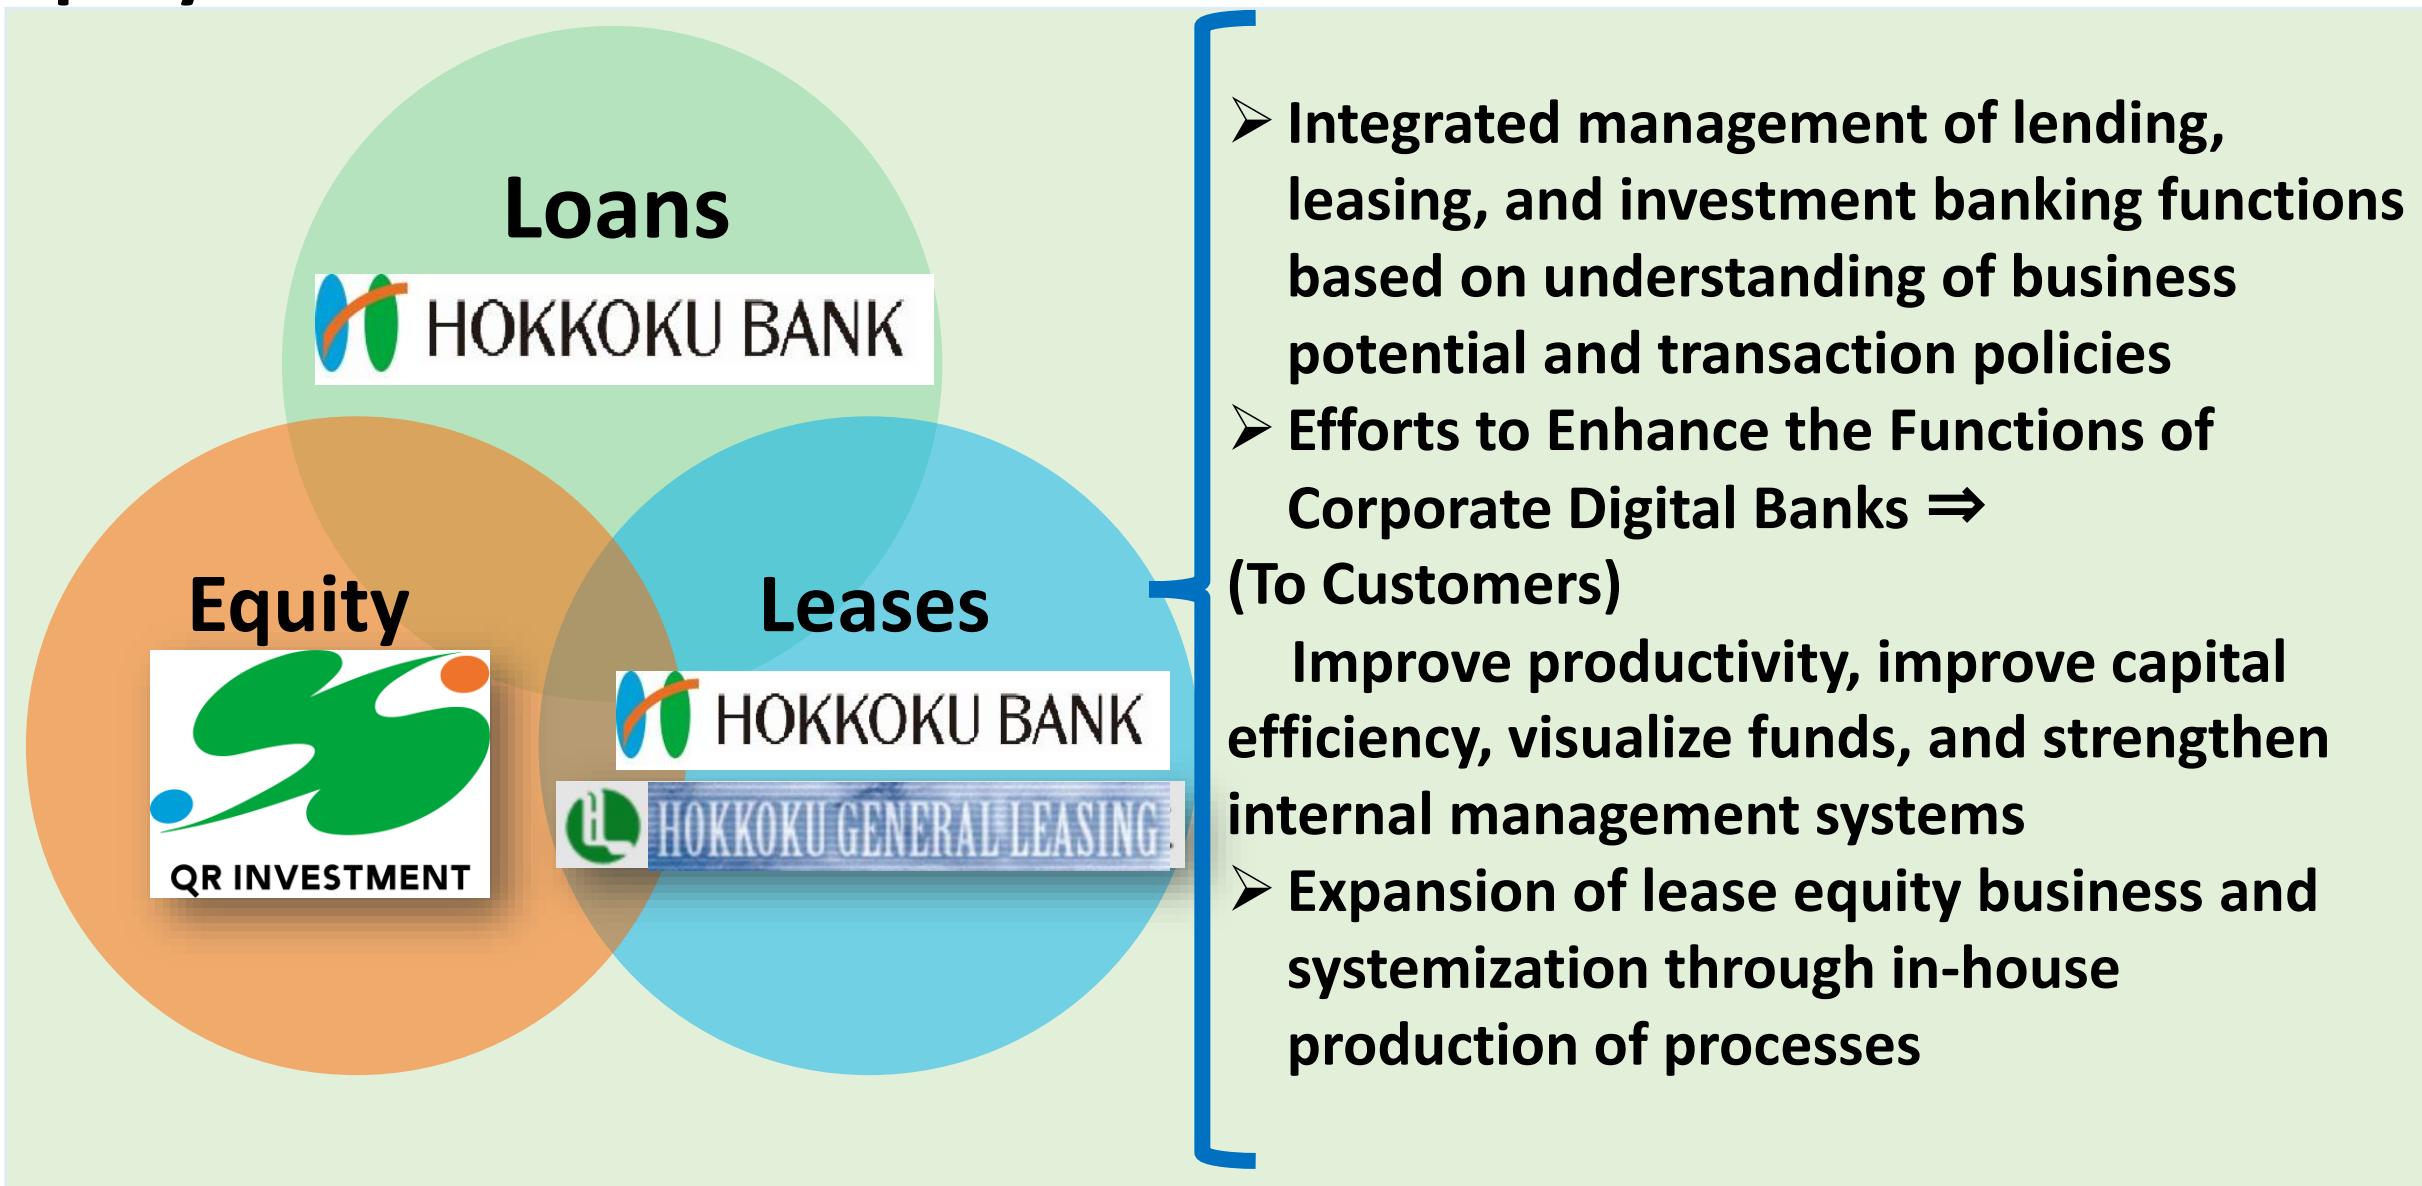 Loans
HOKKOKU BANK
Equity
QR INVESTMENT
Leases
HOKKOKU BANK
HOKKOKU GENERAL LEASING
➢ Integrated management of lending,
leasing, and investment banking functions
based on understanding of business
potential and transaction policies
➢ Efforts to Enhance the Functions of
Corporate Digital Banks ⇒
(To Customers)
Improve productivity, improve capital
efficiency, visualize funds, and strengthen
internal management systems
➢ Expansion of lease equity business and
systemization through in-house
production of processes